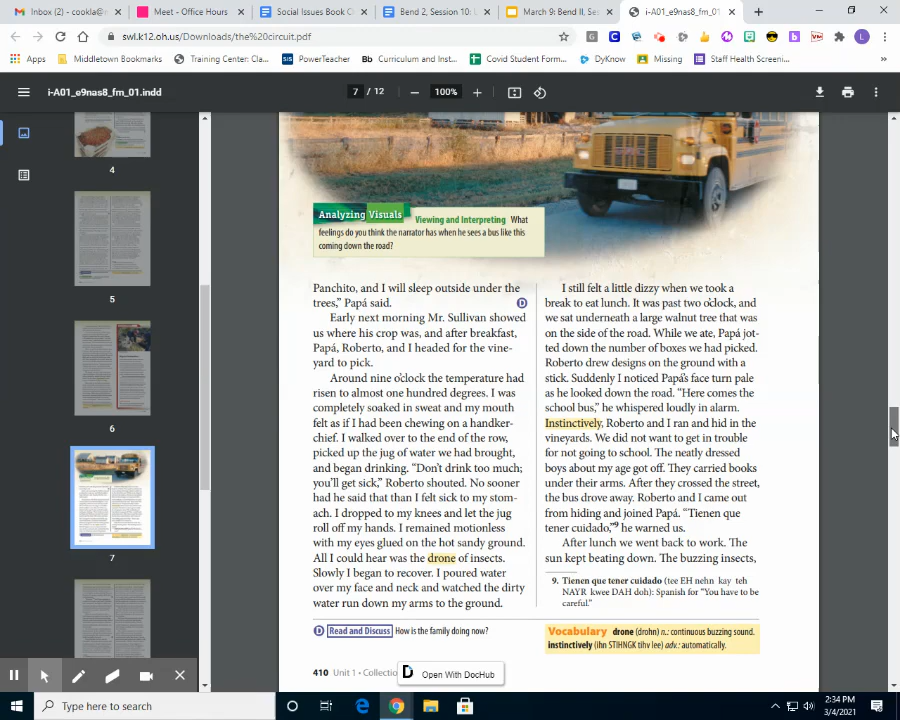 Inbox (2) - cookla@
Meet - Office Hours
Social Issues Book C
Bend 2, Session 10: L
March 9: Bend II, Ses
i-A01_e9nas8_fm_01
swl.k12.oh.us/Downloads/the%20circuit.pdf
Apps
Middletown Bookmarks
Training Center: Cla...
PowerTeacher
Curriculum and Inst...
Covid Student Form...
DyKnow
Missing
Staff Health Screeni...
i-A01_e9nas8_fm_01.indd
7 / 12
100%
4
5
6
7
Analyzing Visuals
Viewing and Interpreting What
feelings do you think the narrator has when he sees a bus like this
coming down the road?
Panchito, and I will sleep outside under the
trees,” Papá said. D
Early next morning Mr. Sullivan showed
us where his crop was, and after breakfast,
Papá, Roberto, and I headed for the vine-
yard to pick.
Around nine o’clock the temperature had
risen to almost one hundred degrees. I was
completely soaked in sweat and my mouth
felt as if I had been chewing on a handker-
chief. I walked over to the end of the row,
picked up the jug of water we had brought,
and began drinking. “Don’t drink too much;
you’ll get sick,” Roberto shouted. No sooner
had he said that than I felt sick to my stom-
ach. I dropped to my knees and let the jug
roll off my hands. I remained motionless
with my eyes glued on the hot sandy ground.
All I could hear was the drone of insects.
Slowly I began to recover. I poured water
over my face and neck and watched the dirty
water run down my arms to the ground.
I still felt a little dizzy when we took a
break to eat lunch. It was past two o’clock, and
we sat underneath a large walnut tree that was
on the side of the road. While we ate, Papá jot-
ted down the number of boxes we had picked.
Roberto drew designs on the ground with a
stick. Suddenly I noticed Papá’s face turn pale
as he looked down the road. “Here comes the
school bus,” he whispered loudly in alarm.
Instinctively, Roberto and I ran and hid in the
vineyards. We did not want to get in trouble
for not going to school. The neatly dressed
boys about my age got off. They carried books
under their arms. After they crossed the street,
the bus drove away. Roberto and I came out
from hiding and joined Papá. “Tienen que
tener cuidado,”9 he warned us.
After lunch we went back to work. The
sun kept beating down. The buzzing insects,
9. Tienen que tener cuidado (tee EH nehn kay teh
NAYR kwee DAH doh): Spanish for “You have to be
careful.”
D Read and Discuss How is the family doing now?
Vocabulary drone (drohn) n.: continuous buzzing sound.
instinctively (ihn STIHNGK tihv lee) adv.: automatically.
410 Unit 1 • Collectio
Open With DocHub
Type here to search
2:34 PM
3/4/2021